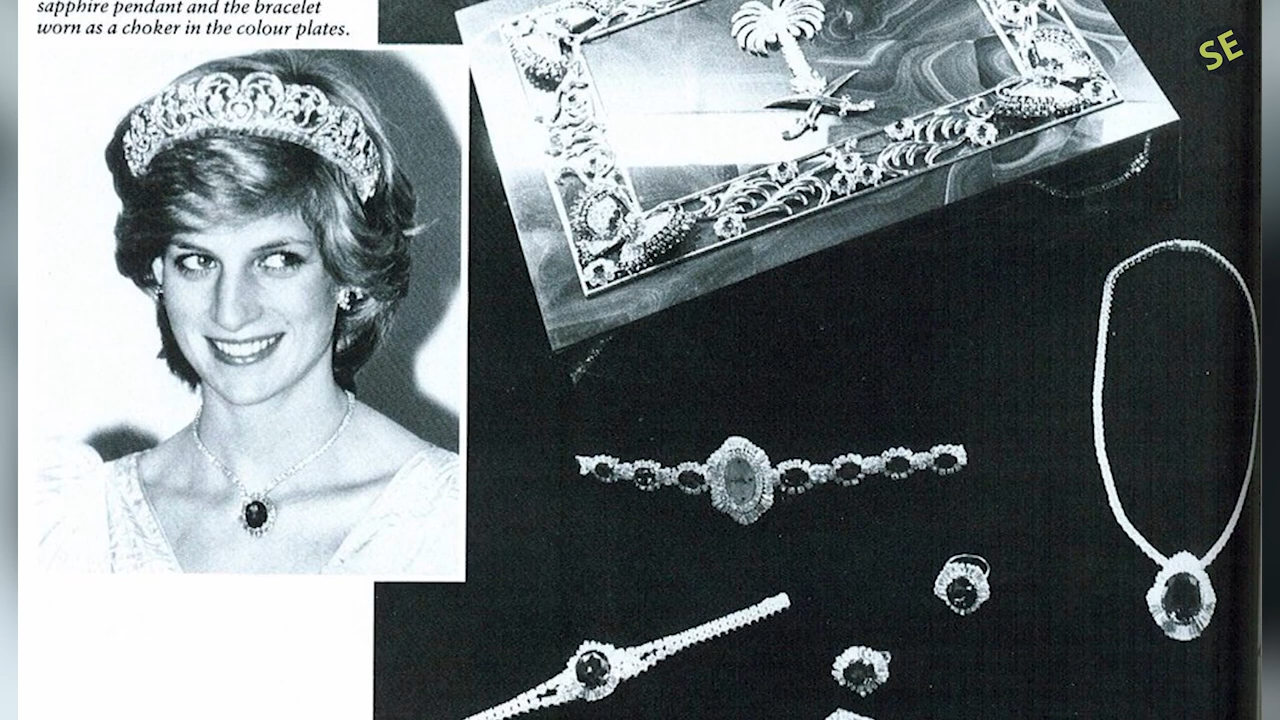 sapphire pendant and the bracelet
worn as a choker in the colour plates.
SE